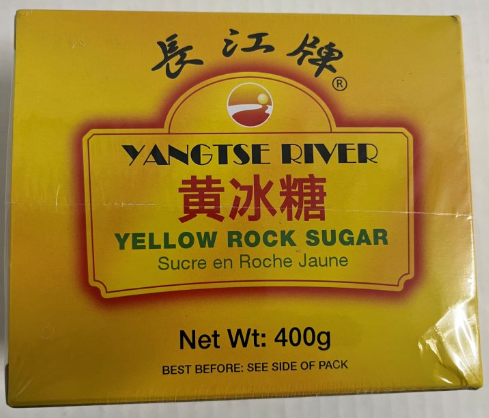 長江牌
®
YANGTSE RIVER
黄冰糖
YELLOW ROCK SUGAR
Sucre en Roche Jaune
Net Wt: 400g
BEST BEFORE: SEE SIDE OF PACK